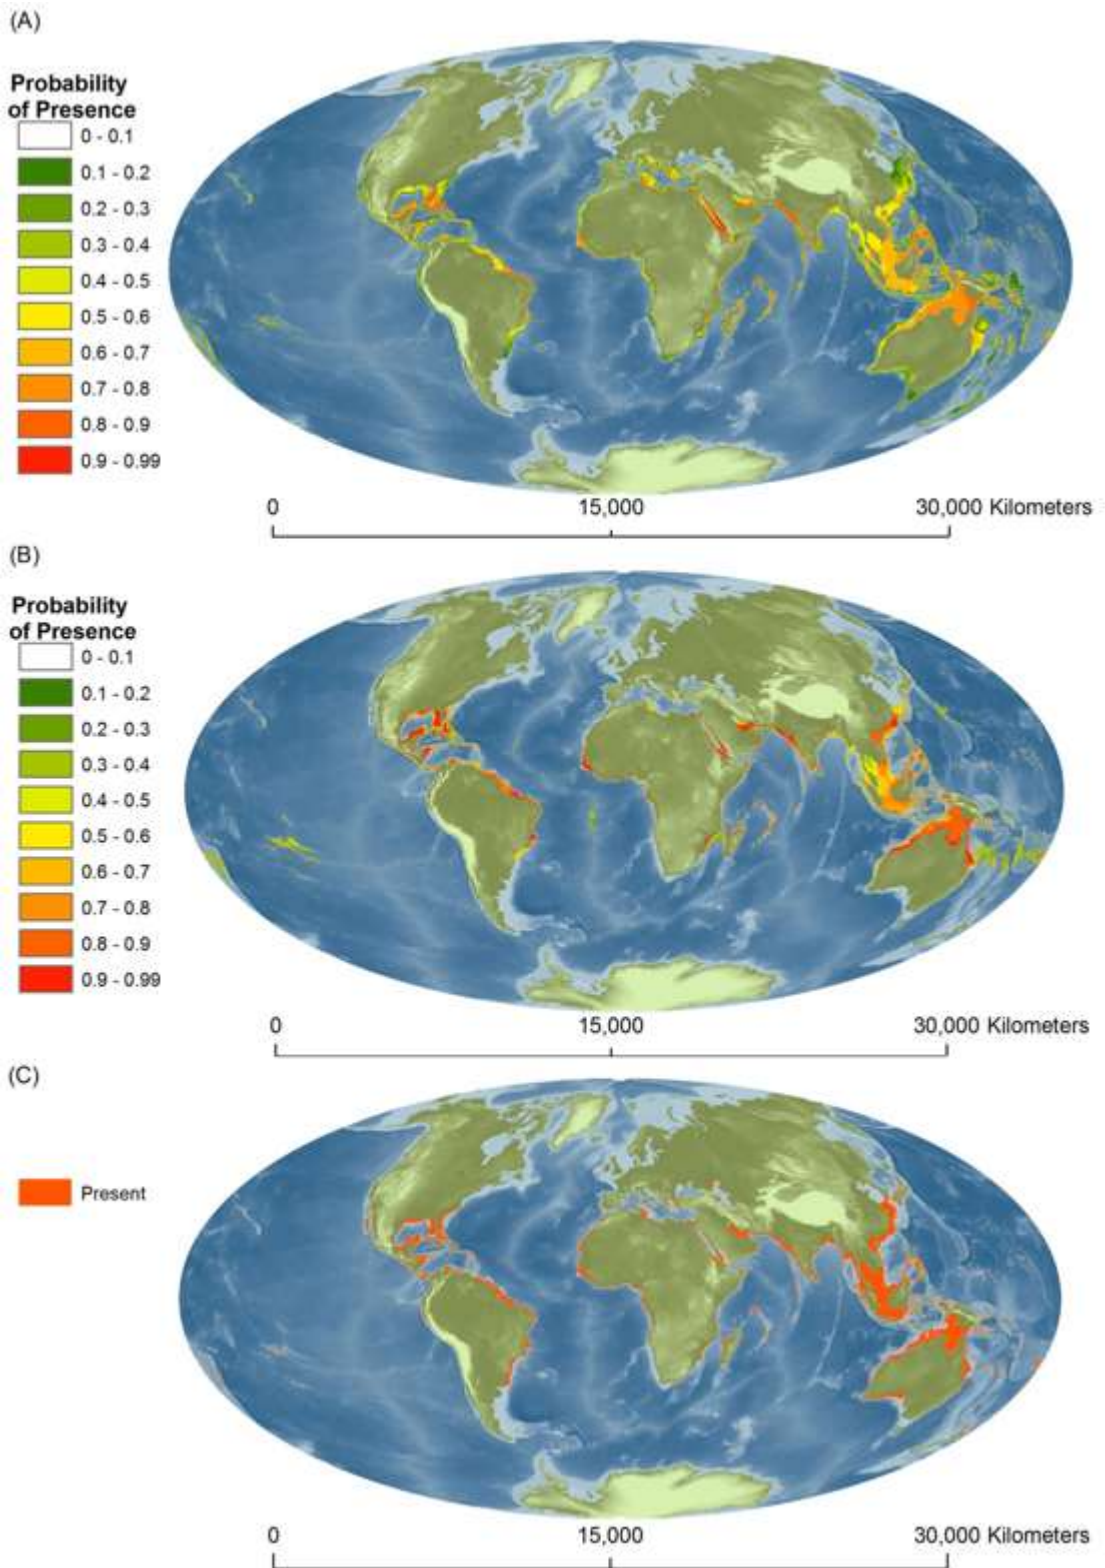 (A)
Probability
of Presence
0 - 0.1
0.1 - 0.2
0.2 - 0.3
0.3 - 0.4
0.4 - 0.5
0.5 - 0.6
0.6 - 0.7
0.7 - 0.8
0.8 - 0.9
0.9 - 0.99
0 15,000 30,000 Kilometers
(B)
Probability
of Presence
0 - 0.1
0.1 - 0.2
0.2 - 0.3
0.3 - 0.4
0.4 - 0.5
0.5 - 0.6
0.6 - 0.7
0.7 - 0.8
0.8 - 0.9
0.9 - 0.99
0 15,000 30,000 Kilometers
(C)
Present
0 15,000 30,000 Kilometers